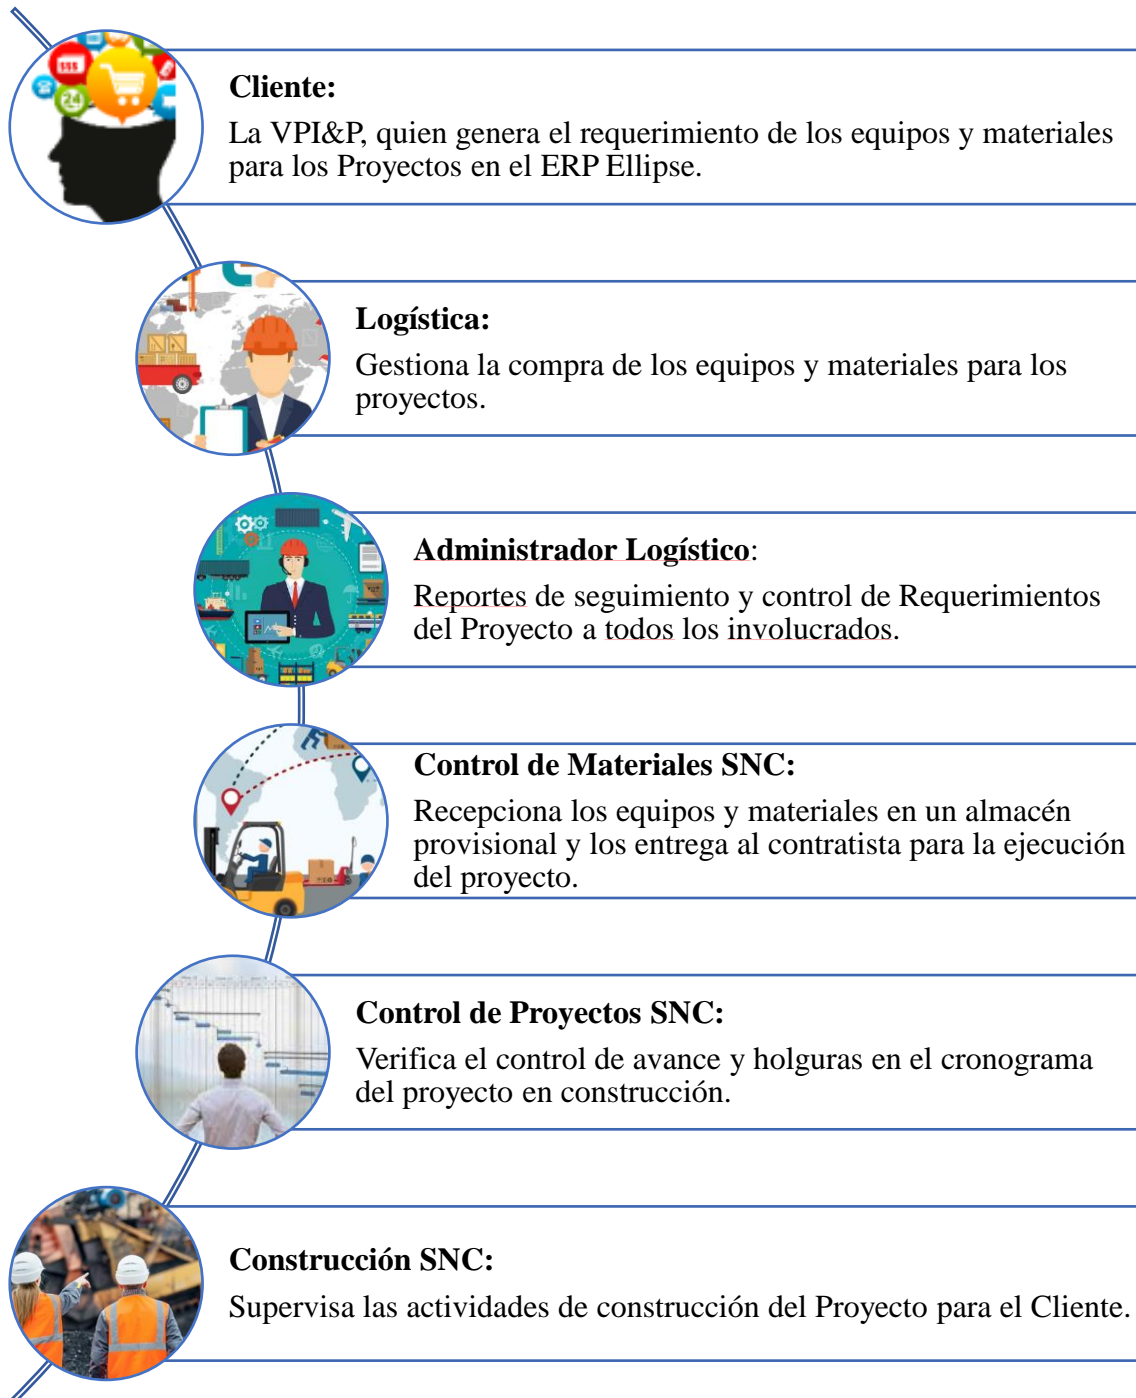 Cliente:
La VPI&P, quien genera el requerimiento de los equipos y materiales
para los Proyectos en el ERP Ellipse.
Logística:
Gestiona la compra de los equipos y materiales para los
proyectos.
Administrador Logístico:
Reportes de seguimiento y control de Requerimientos
del Proyecto a todos los involucrados.
Control de Materiales SNC:
Recepciona los equipos y materiales en un almacén
provisional y los entrega al contratista para la ejecución
del proyecto.
Control de Proyectos SNC:
Verifica el control de avance y holguras en el cronograma
del proyecto en construcción.
Construcción SNC:
Supervisa las actividades de construcción del Proyecto para el Cliente.